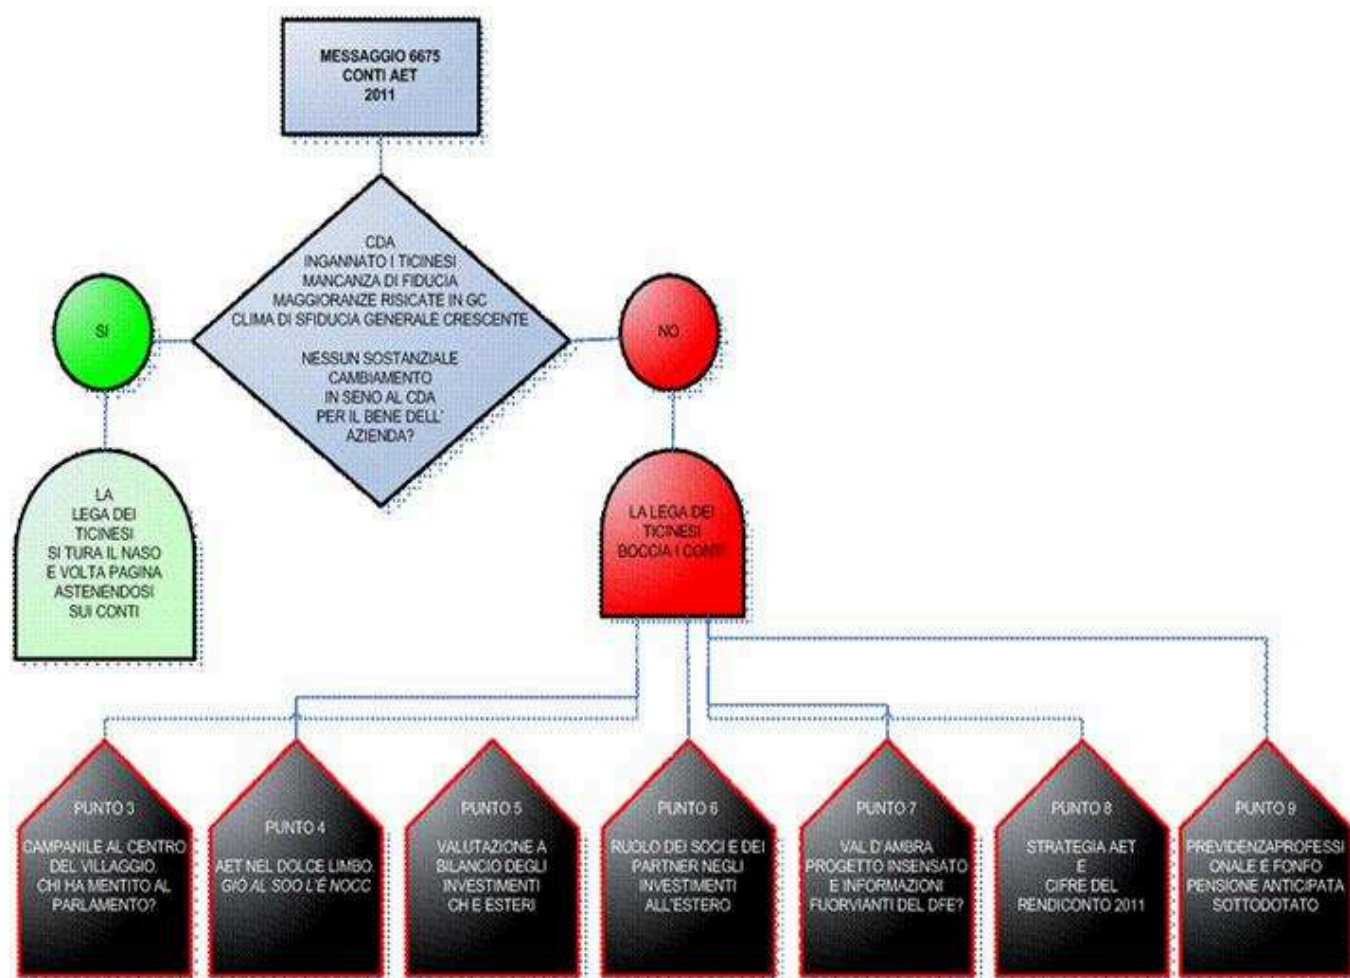 MESSAGGIO 6675
CONTI AET
2011
CDA
INGANNATO I TICINESI
MANCANZA DI FIDUCIA
MAGGIORANZE RISICATE IN GC
CLIMA DI SFIDUCIA GENERALE CRESCENTE
NESSUN SOSTANZIALE
CAMBIAMENTO
IN SENO AL CDA
PER IL BENE DELL'
AZIENDA?
SI
NO
LA
LEGA DEI
TICINESI
SI TURA IL NASO
E VOLTA PAGINA
ASTENENDOSI
SUI CONTI
LA LEGA DEI
TICINESI
BOCCIA I CONTI
PUNTO 3
CAMPANILE AL CENTRO
DEL VILLAGGIO.
CHI HA MENTITO AL
PARLAMENTO?
PUNTO 4
AET NEL DOLCE LIMBO.
GIÒ AL SOO L'É NOCC
PUNTO 5
VALUTAZIONE A
BILANCIO DEGLI
INVESTIMENTI
CH E ESTERI
PUNTO 6
RUOLO DEI SOCI E DEI
PARTNER NEGLI
INVESTIMENTI
ALL'ESTERO
PUNTO 7
VAL D'AMBRA
PROGETTO INSENSATO
E INFORMAZIONI
FUORVIANTI DEL DFE?
PUNTO 8
STRATEGIA AET
E
CIFRE DEL
RENDICONTO 2011
PUNTO 9
PREVIDENZAPROFESSI
ONALE E FONFO
PENSIONE ANTICIPATA
SOTTODOTATO